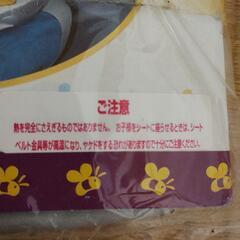 ご注意
熱を完全にさえぎるものではありません。お子様をシートに座らせるときは、シート
ベルト金具等が高温になり、ヤケドをする恐れがありますので十分にご注意ください。